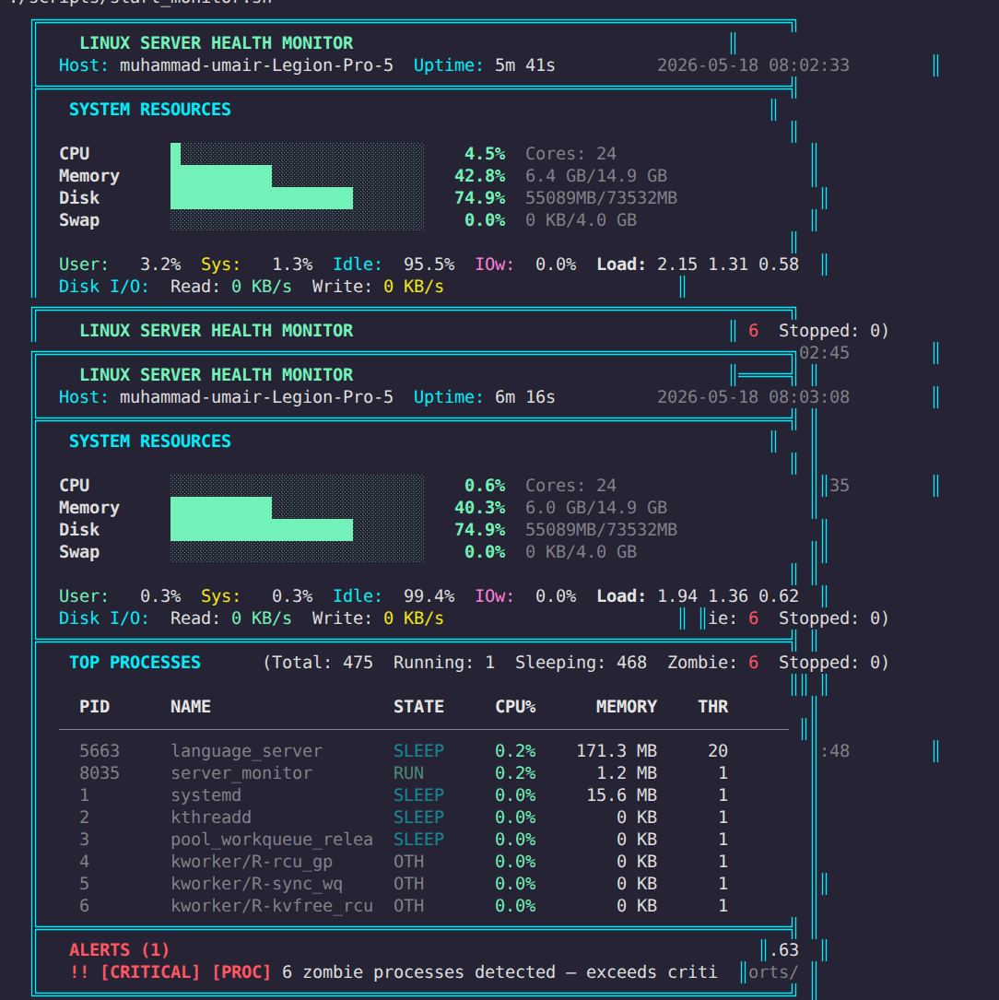 ./scripts/start_monitor.sh
LINUX SERVER HEALTH MONITOR
Host: muhammad-umair-Legion-Pro-5 Uptime: 5m 41s 2026-05-18 08:02:33
SYSTEM RESOURCES
CPU 4.5% Cores: 24
Memory 42.8% 6.4 GB/14.9 GB
Disk 74.9% 55089MB/73532MB
Swap 0.0% 0 KB/4.0 GB
User: 3.2% Sys: 1.3% Idle: 95.5% IOw: 0.0% Load: 2.15 1.31 0.58
Disk I/O: Read: 0 KB/s Write: 0 KB/s
LINUX SERVER HEALTH MONITOR 6 Stopped: 0)
02:45
LINUX SERVER HEALTH MONITOR
Host: muhammad-umair-Legion-Pro-5 Uptime: 6m 16s 2026-05-18 08:03:08
SYSTEM RESOURCES
CPU 0.6% Cores: 24 35
Memory 40.3% 6.0 GB/14.9 GB
Disk 74.9% 55089MB/73532MB
Swap 0.0% 0 KB/4.0 GB
User: 0.3% Sys: 0.3% Idle: 99.4% IOw: 0.0% Load: 1.94 1.36 0.62
Disk I/O: Read: 0 KB/s Write: 0 KB/s ie: 6 Stopped: 0)
TOP PROCESSES (Total: 475 Running: 1 Sleeping: 468 Zombie: 6 Stopped: 0)
PID NAME STATE CPU% MEMORY THR
5663 language_server SLEEP 0.2% 171.3 MB 20 :48
8035 server_monitor RUN 0.2% 1.2 MB 1
1 systemd SLEEP 0.0% 15.6 MB 1
2 kthreadd SLEEP 0.0% 0 KB 1
3 pool_workqueue_relea SLEEP 0.0% 0 KB 1
4 kworker/R-rcu_gp OTH 0.0% 0 KB 1
5 kworker/R-sync_wq OTH 0.0% 0 KB 1
6 kworker/R-kvfree_rcu OTH 0.0% 0 KB 1
ALERTS (1) .63
!! [CRITICAL] [PROC] 6 zombie processes detected — exceeds criti orts/